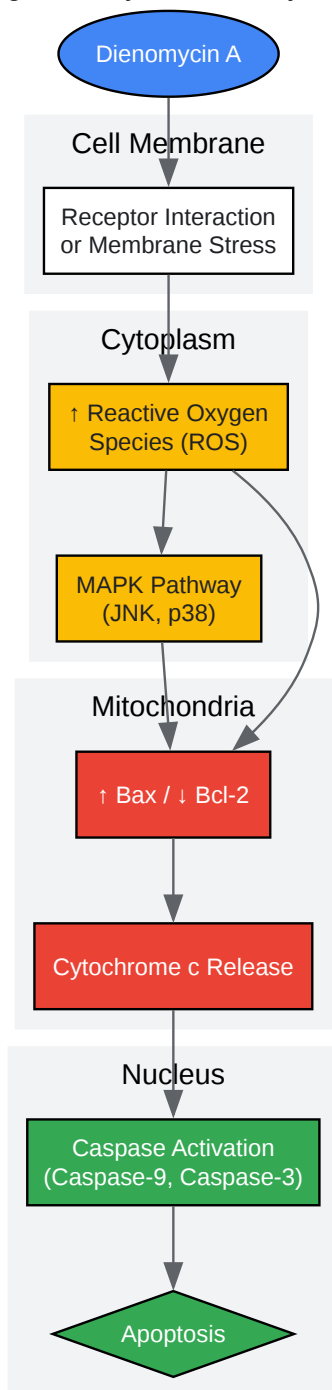 Dienomycin A
Cell Membrane
Receptor Interaction
or Membrane Stress
Cytoplasm
↑ Reactive Oxygen
Species (ROS)
MAPK Pathway
(JNK, p38)
Mitochondria
↑ Bax / ↓ Bcl-2
Cytochrome c Release
Nucleus
Caspase Activation
(Caspase-9, Caspase-3)
Apoptosis